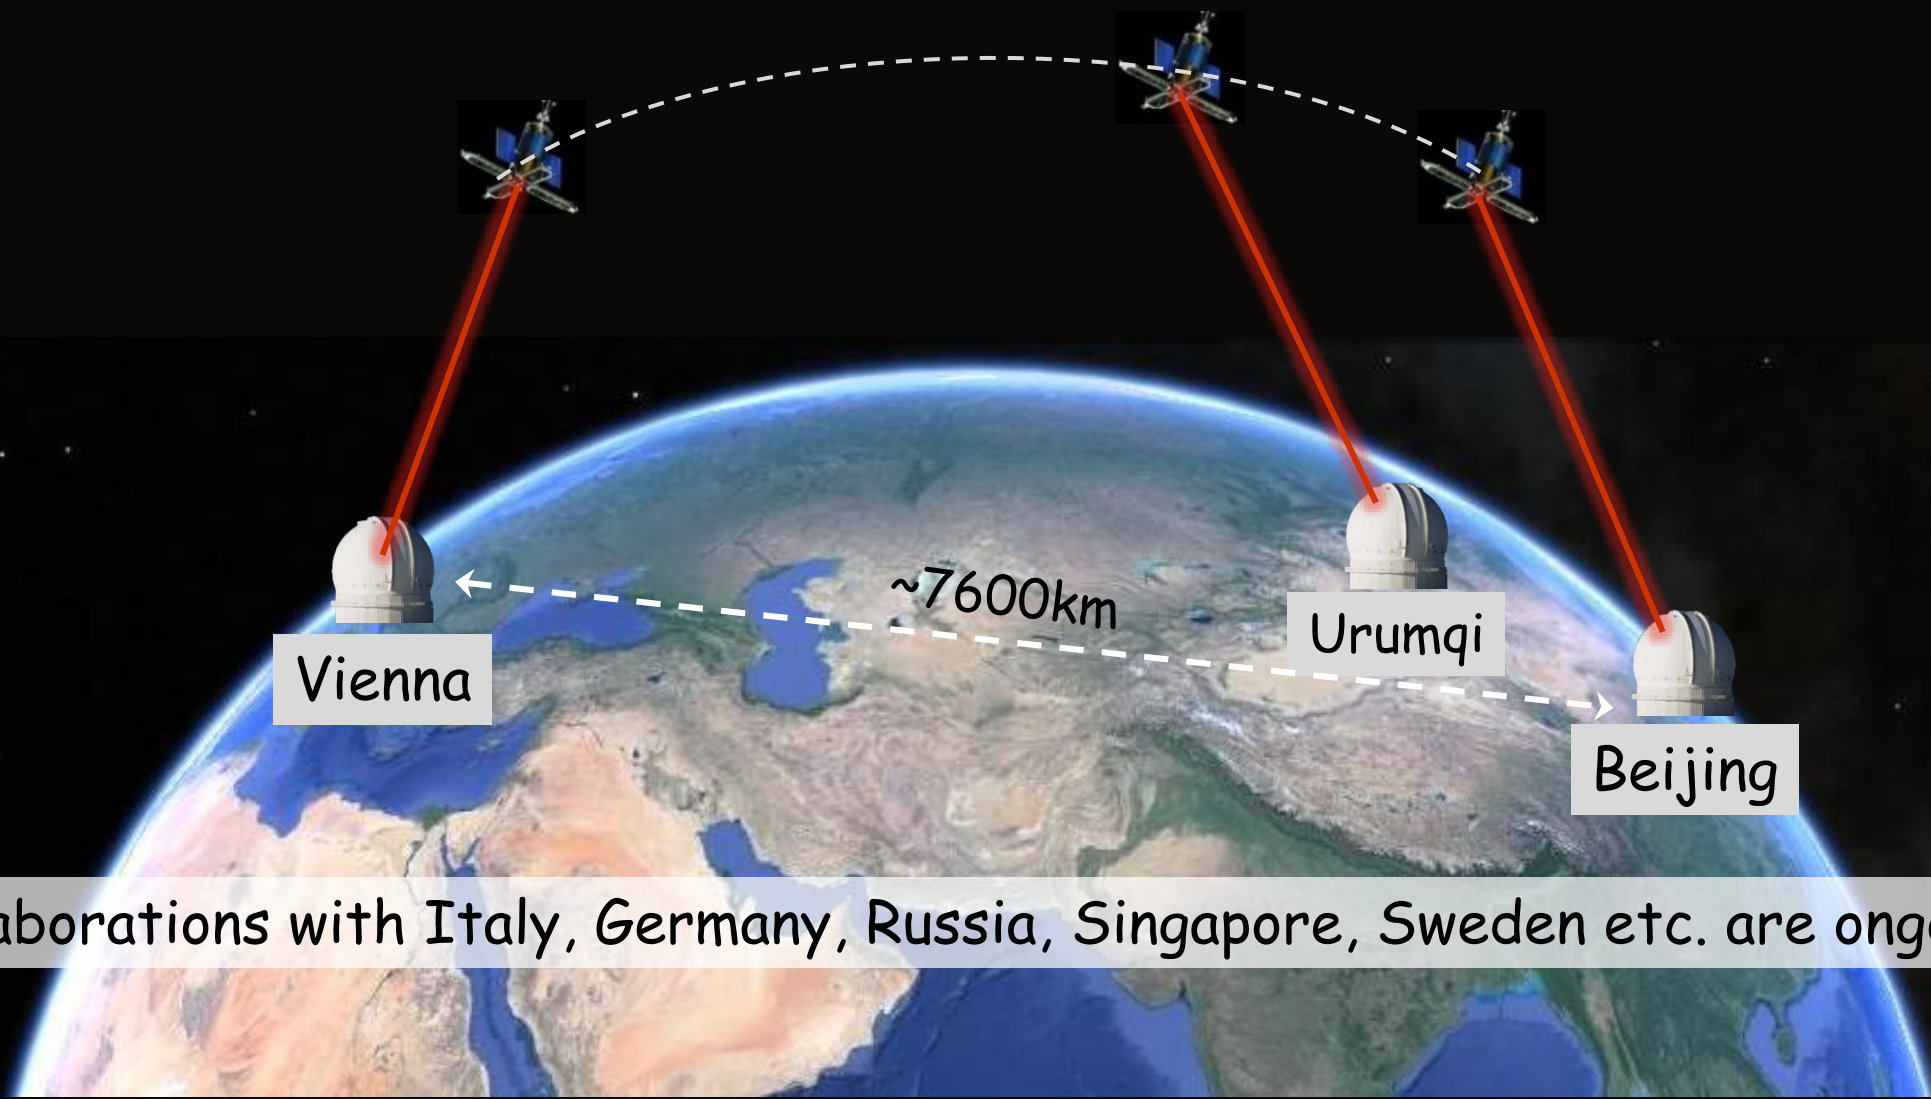 ~7600km
Urumqi
Vienna
Beijing
aborations with Italy, Germany, Russia, Singapore, Sweden etc. are ong